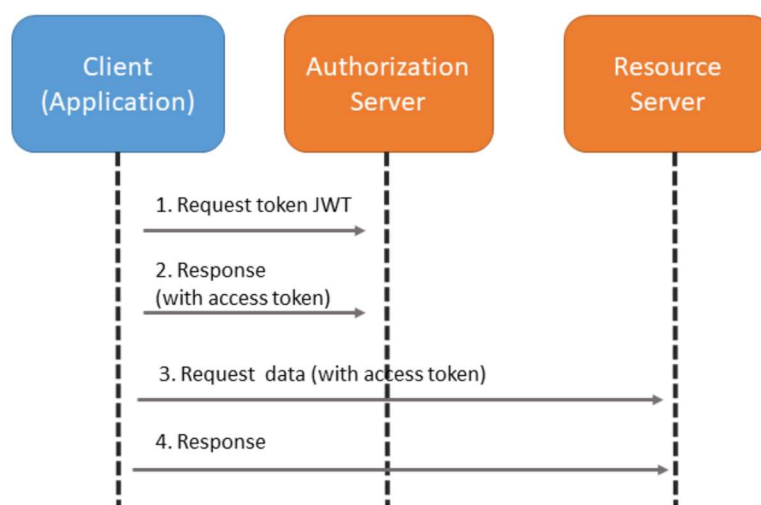 Client
(Application)
Authorization
Server
Resource
Server
1. Request token JWT
2. Response
(with access token)
3. Request data (with access token)
4. Response